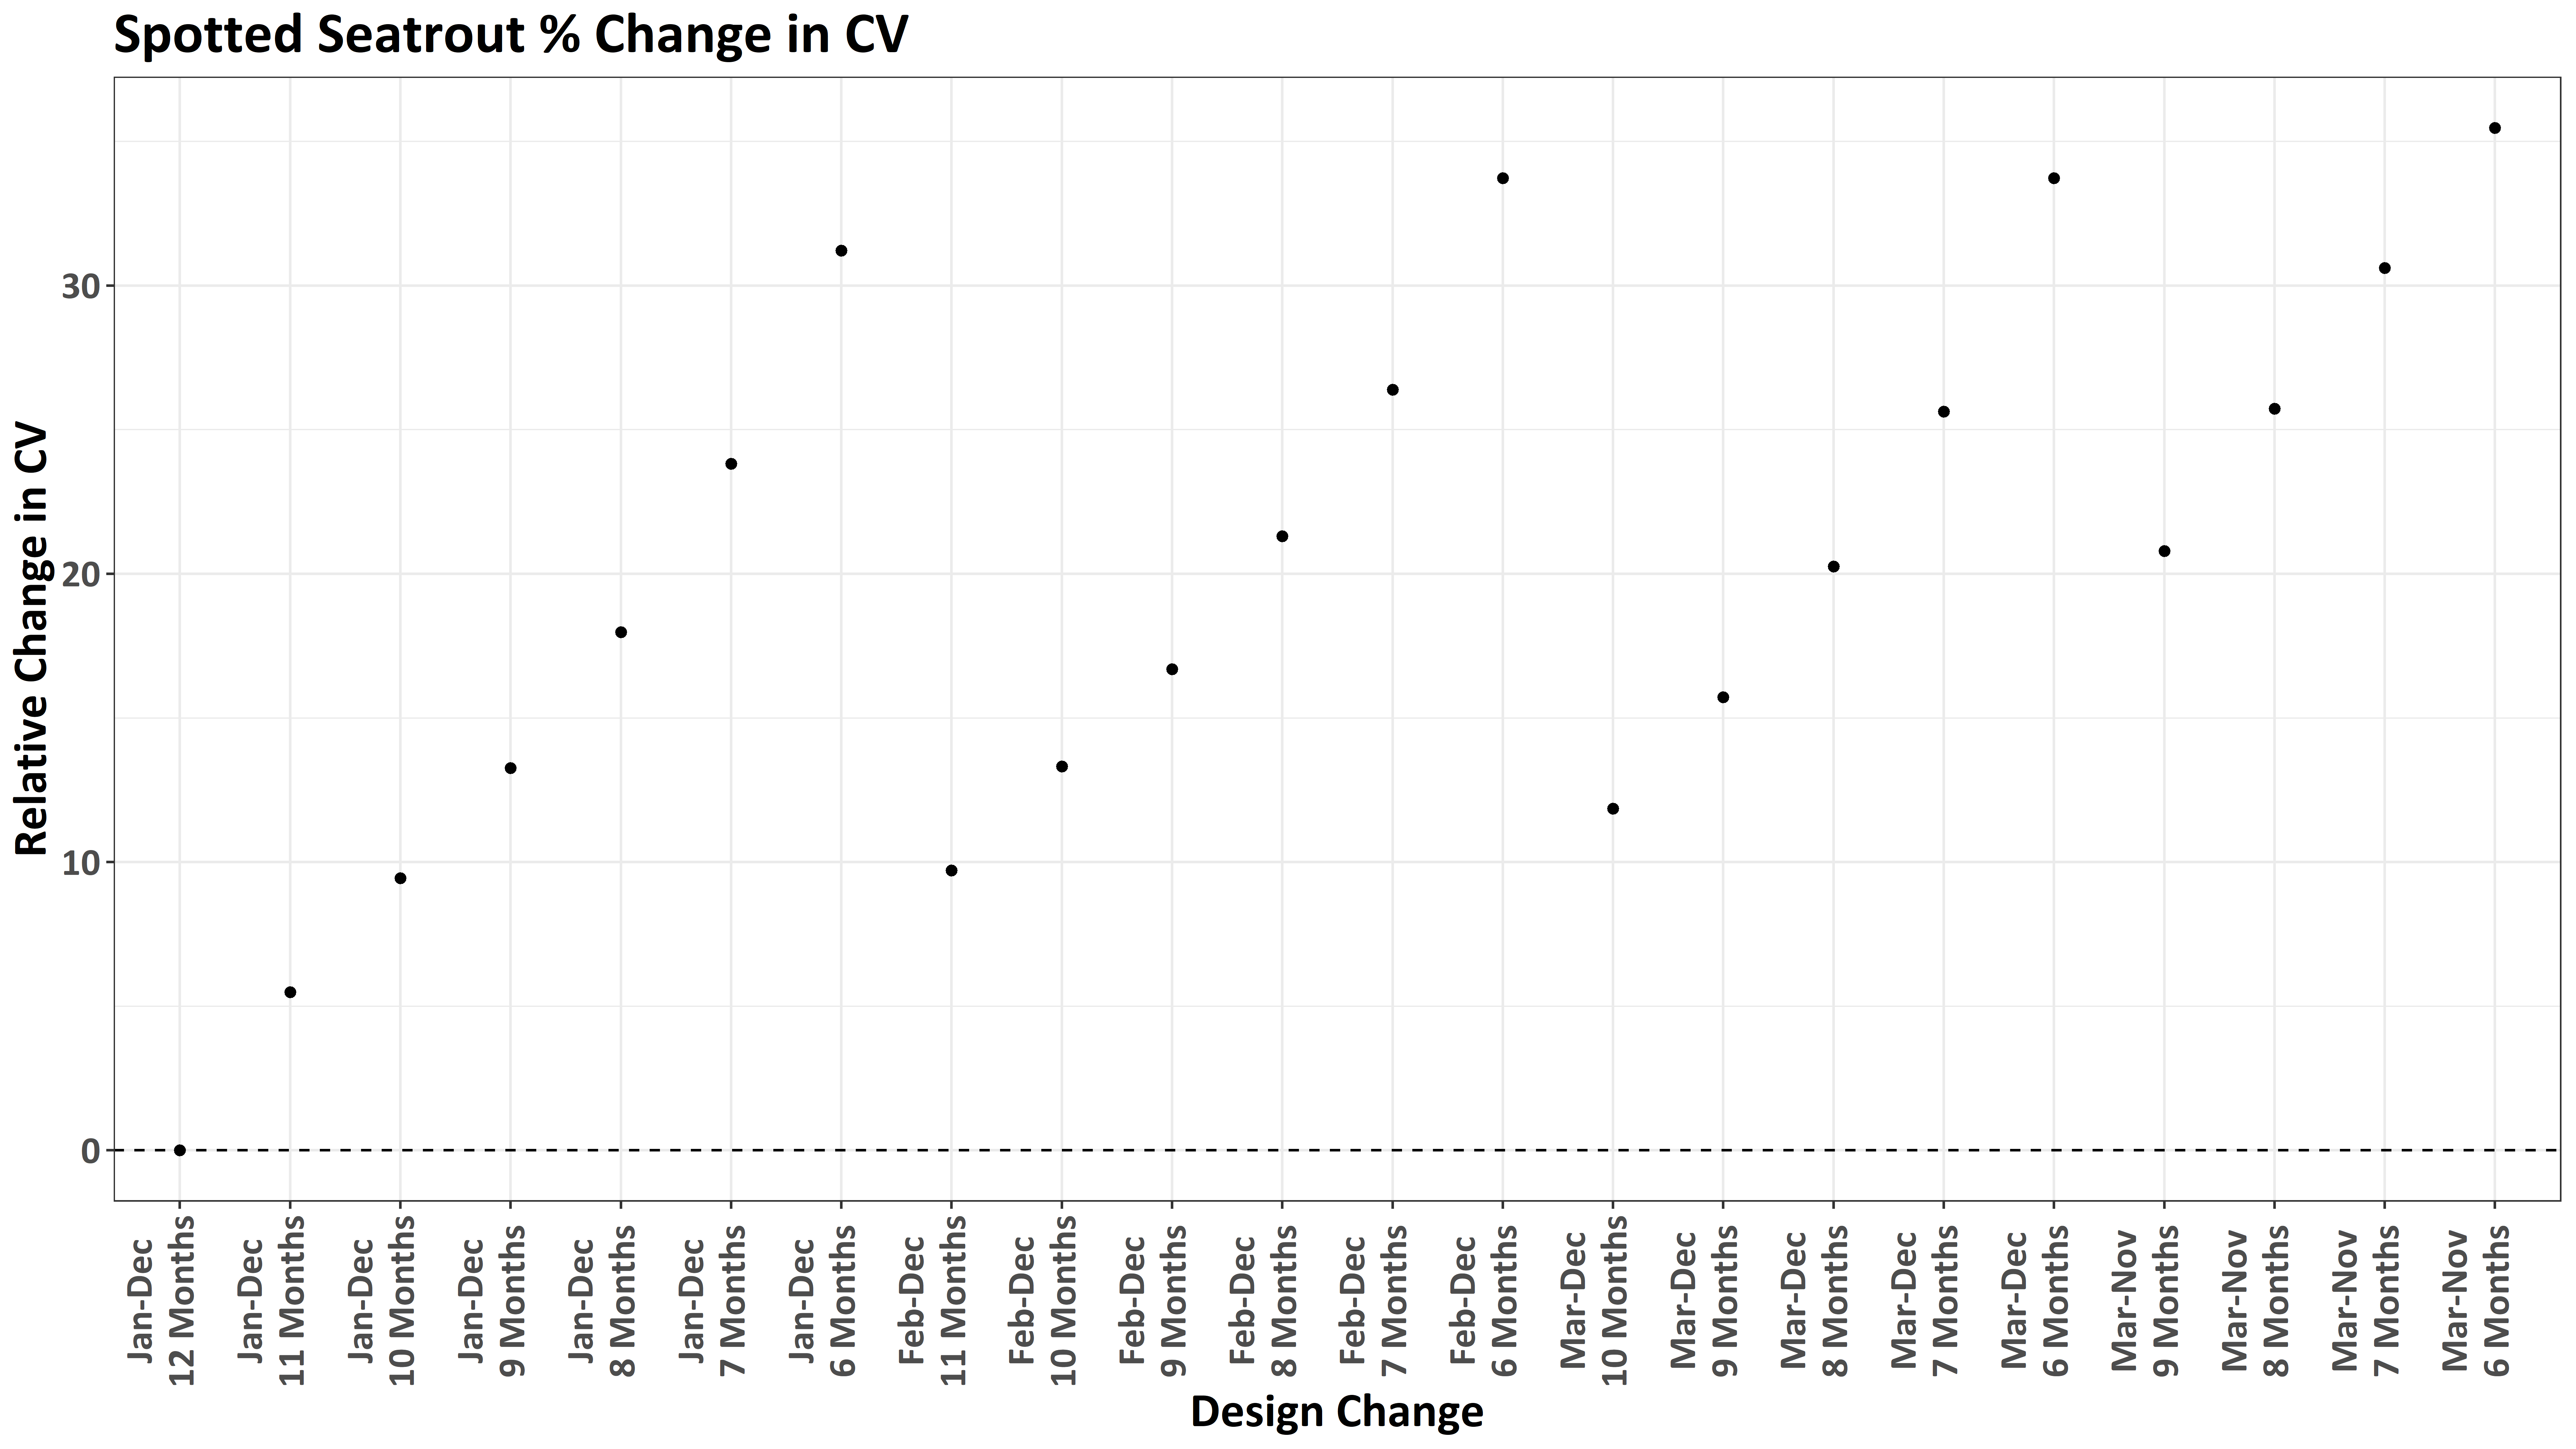 Spotted Seatrout % Change in CV
Relative Change in CV
30
20
10
0
Jan-Dec
12 Months
Jan-Dec
11 Months
Jan-Dec
10 Months
Jan-Dec
9 Months
Jan-Dec
8 Months
Jan-Dec
7 Months
Jan-Dec
6 Months
Feb-Dec
11 Months
Feb-Dec
10 Months
Feb-Dec
9 Months
Feb-Dec
8 Months
Feb-Dec
7 Months
Feb-Dec
6 Months
Mar-Dec
10 Months
Mar-Dec
9 Months
Mar-Dec
8 Months
Mar-Dec
7 Months
Mar-Dec
6 Months
Mar-Nov
9 Months
Mar-Nov
8 Months
Mar-Nov
7 Months
Mar-Nov
6 Months
Design Change